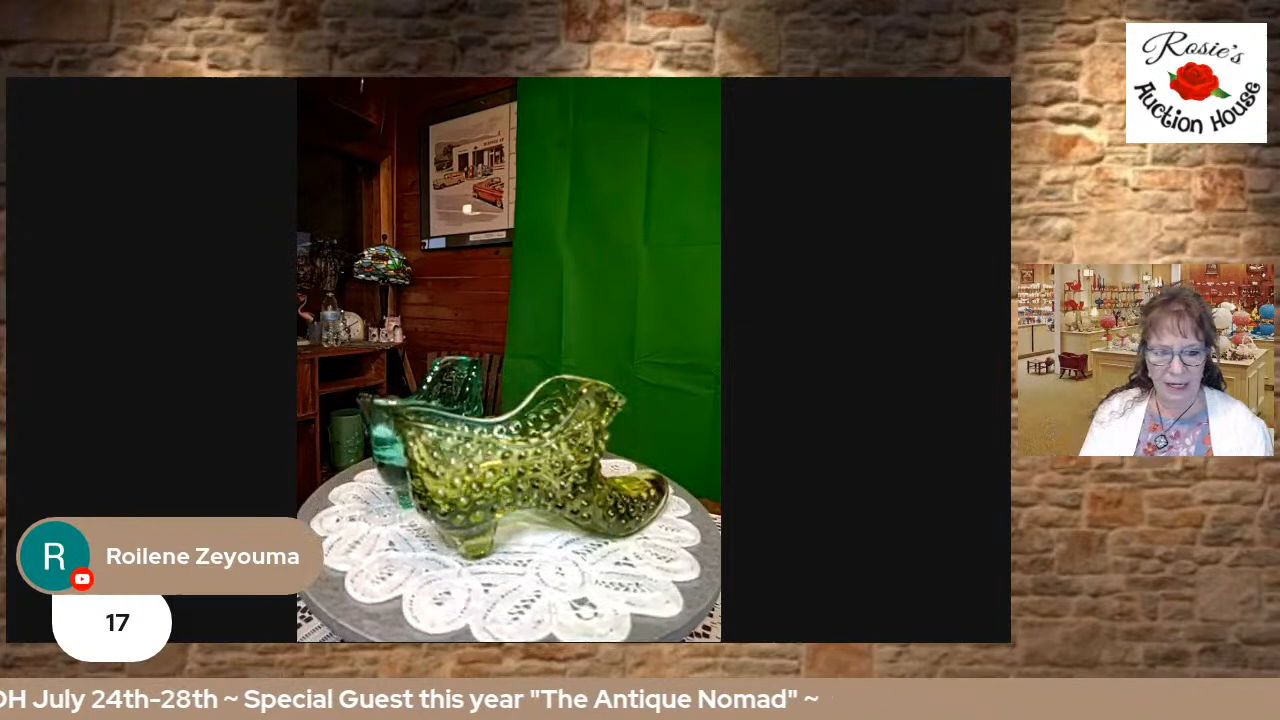 Rosie's
Auction House
Roilene Zeyouma
R
17
OH July 24th-28th ~ Special Guest this year "The Antique Nomad" ~